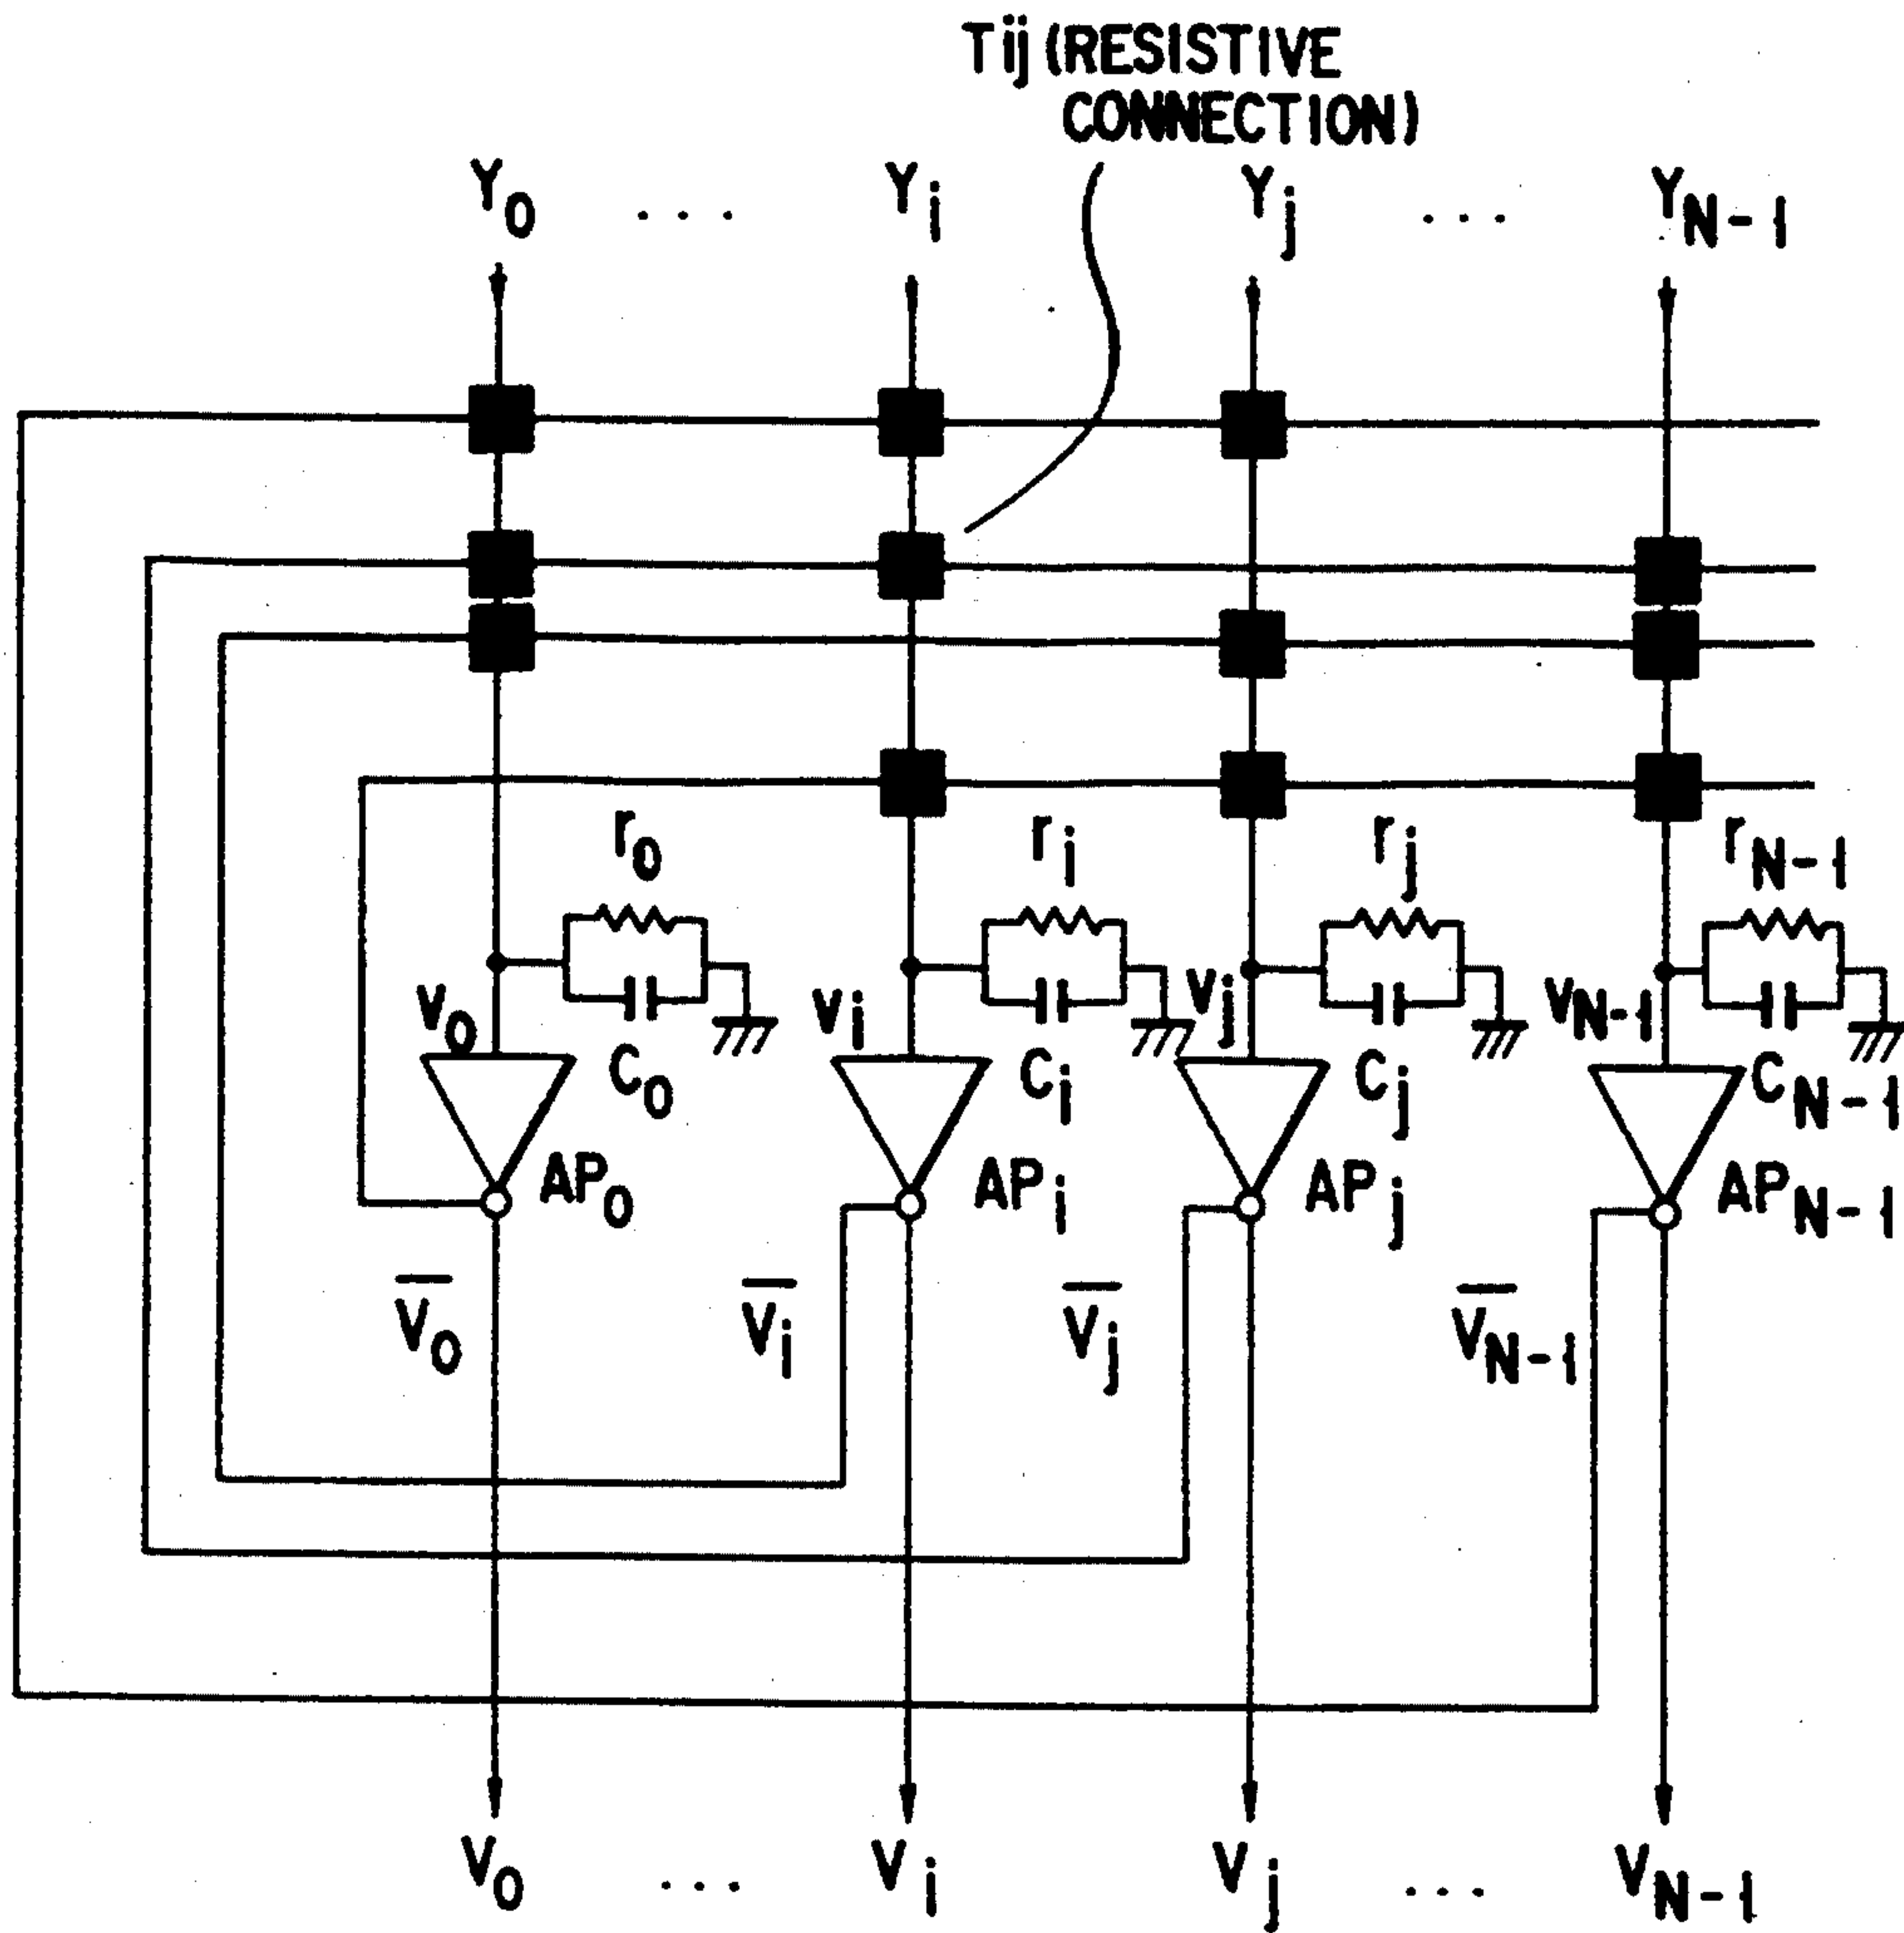 Tij (RESISTIVE
CONNECTION)
Y0 ... Yi Yj ... YN-1
r0 ri rj rN-1
V0 Vi Vj VN-1
C0 Ci Cj CN-1
AP0 APi APj APN-1
V̅0 V̅i V̅j V̅N-1
V0 ... Vi Vj ... VN-1